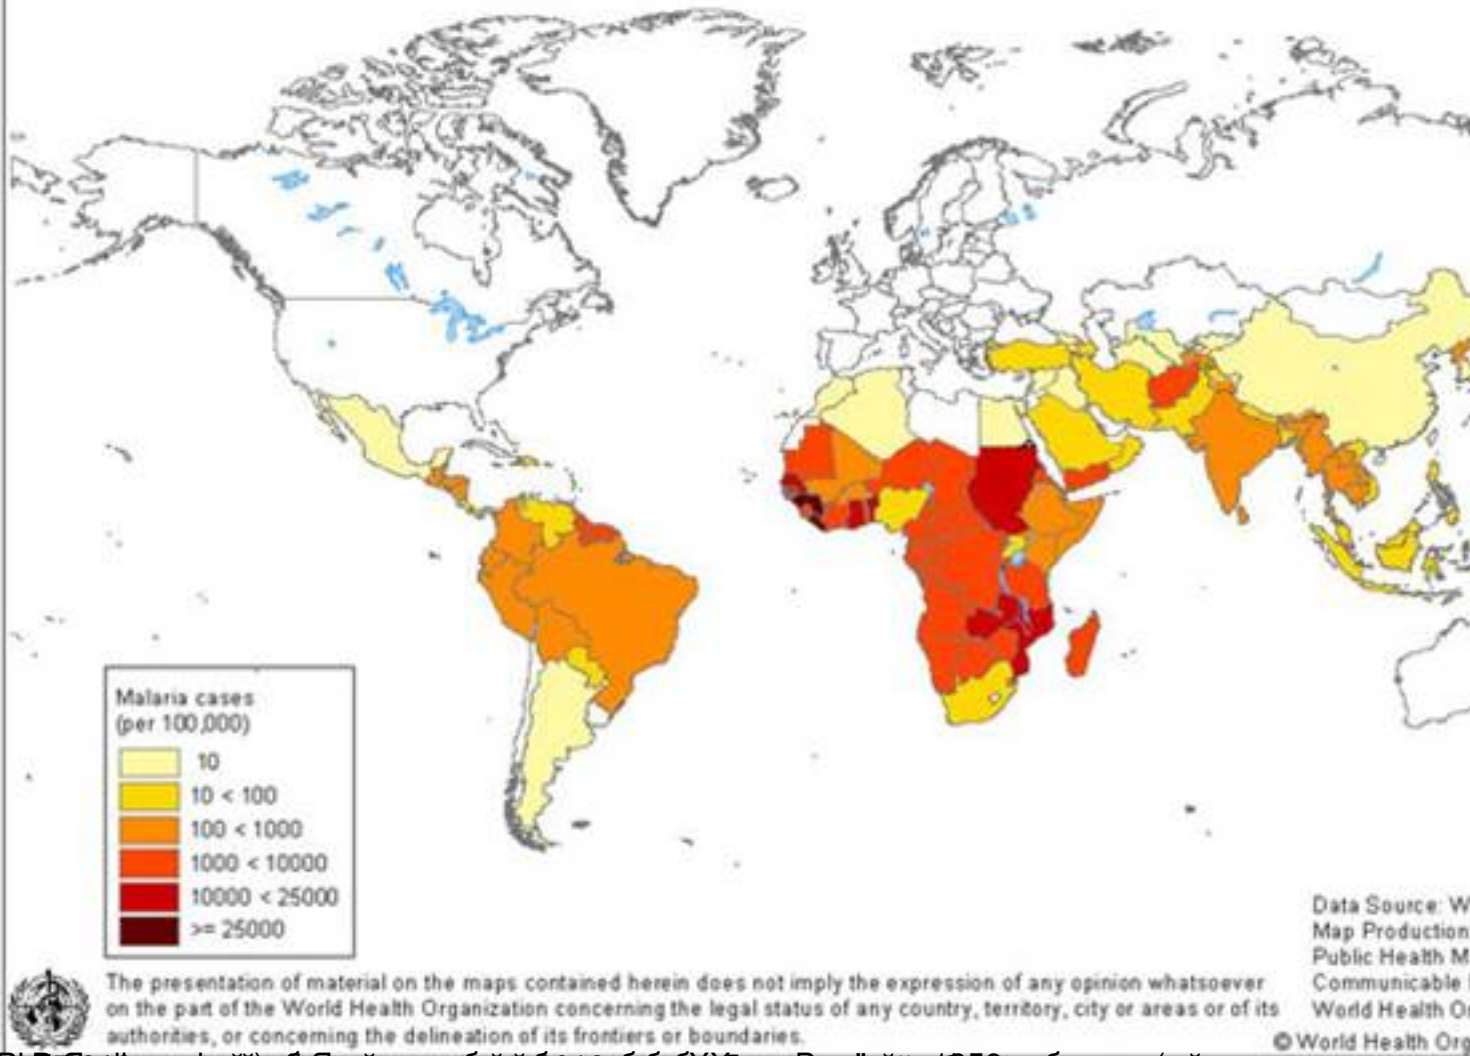 Malaria cases
(per 100,000)
10
10 < 100
100 < 1000
1000 < 10000
10000 < 25000
>= 25000
Data Source: W
Map Production
Public Health M
Communicable
World Health Or
© World Health Org
The presentation of material on the maps contained herein does not imply the expression of any opinion whatsoever
on the part of the World Health Organization concerning the legal status of any country, territory, city or areas or of its
authorities, or concerning the delineation of its frontiers or boundaries.